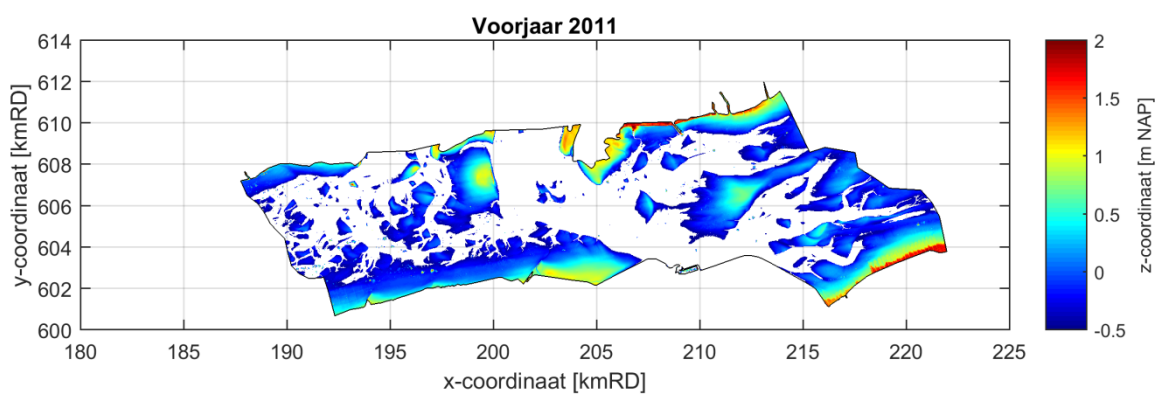 Voorjaar 2011
614
612
610
608
606
604
602
600
y-coordinaat [kmRD]
180 185 190 195 200 205 210 215 220 225
x-coordinaat [kmRD]
2
1.5
1
0.5
0
-0.5
z-coordinaat [m NAP]